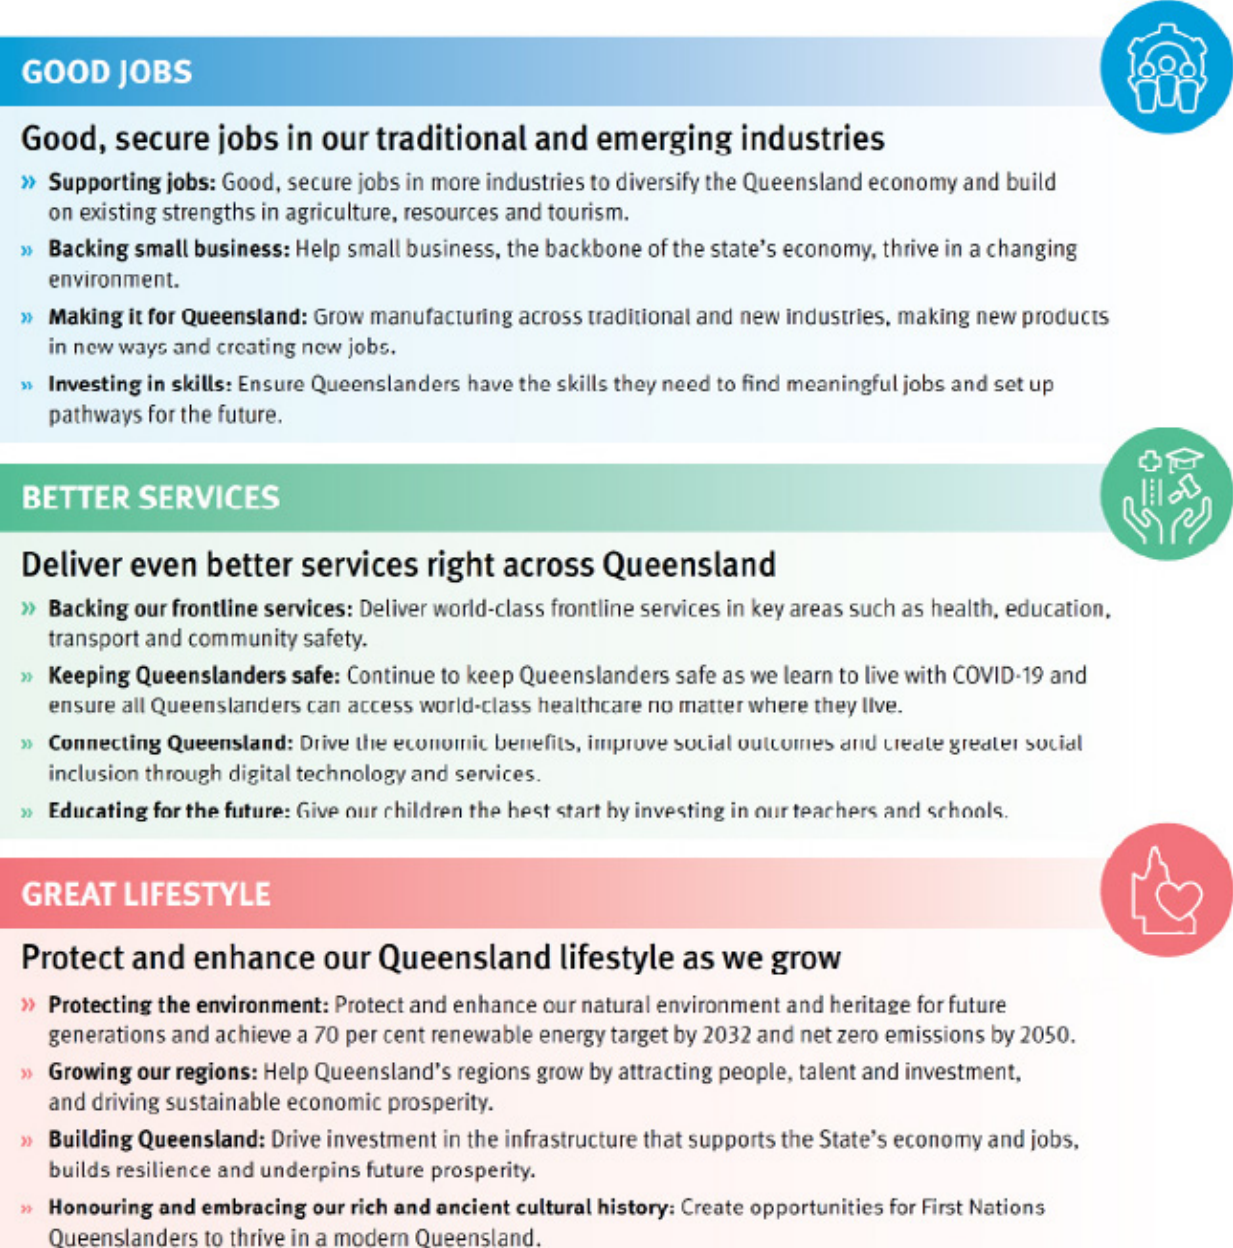 GOOD JOBS
Good, secure jobs in our traditional and emerging industries
» Supporting jobs: Good, secure jobs in more industries to diversify the Queensland economy and build
on existing strengths in agriculture, resources and tourism.
» Backing small business: Help small business, the backbone of the state's economy, thrive in a changing
environment.
» Making it for Queensland: Grow manufacturing across traditional and new industries, making new products
in new ways and creating new jobs.
» Investing in skills: Ensure Queenslanders have the skills they need to find meaningful jobs and set up
pathways for the future.
BETTER SERVICES
Deliver even better services right across Queensland
» Backing our frontline services: Deliver world-class frontline services in key areas such as health, education,
transport and community safety.
» Keeping Queenslanders safe: Continue to keep Queenslanders safe as we learn to live with COVID-19 and
ensure all Queenslanders can access world-class healthcare no matter where they live.
» Connecting Queensland: Drive the economic benefits, improve social outcomes and create greater social
inclusion through digital technology and services.
» Educating for the future: Give our children the best start by investing in our teachers and schools.
GREAT LIFESTYLE
Protect and enhance our Queensland lifestyle as we grow
» Protecting the environment: Protect and enhance our natural environment and heritage for future
generations and achieve a 70 per cent renewable energy target by 2032 and net zero emissions by 2050.
» Growing our regions: Help Queensland's regions grow by attracting people, talent and investment,
and driving sustainable economic prosperity.
» Building Queensland: Drive investment in the infrastructure that supports the State's economy and jobs,
builds resilience and underpins future prosperity.
» Honouring and embracing our rich and ancient cultural history: Create opportunities for First Nations
Queenslanders to thrive in a modern Queensland.